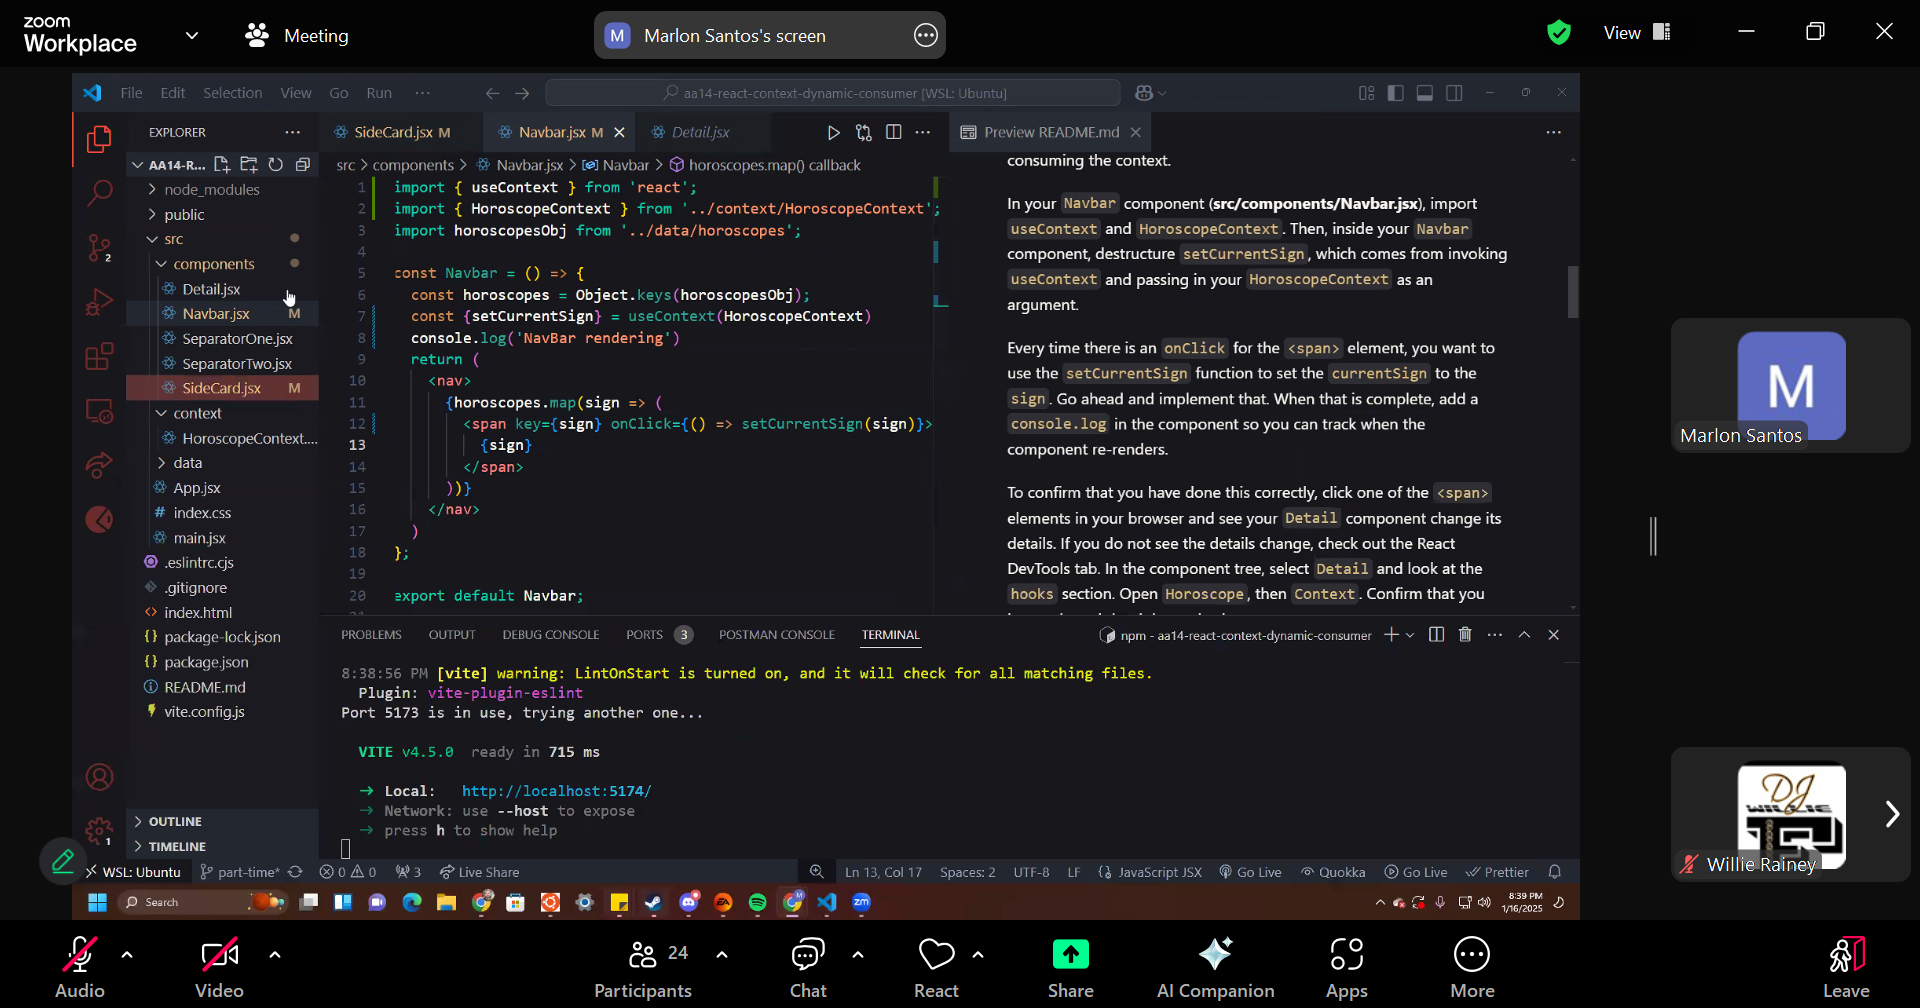 zoom
Workplace
Meeting
M Marlon Santos's screen
View
File Edit Selection View Go Run ···
aa14-react-context-dynamic-consumer [WSL: Ubuntu]
EXPLORER
SideCard.jsx M
Navbar.jsx M
Detail.jsx
Preview README.md
AA14-R...
src > components > Navbar.jsx > Navbar > horoscopes.map() callback
node_modules
public
src
components
Detail.jsx
Navbar.jsx M
SeparatorOne.jsx
SeparatorTwo.jsx
SideCard.jsx M
context
HoroscopeContext....
data
App.jsx
# index.css
main.jsx
.eslintrc.cjs
.gitignore
<> index.html
{} package-lock.json
{} package.json
README.md
vite.config.js
OUTLINE
TIMELINE
1 import { useContext } from 'react';
2 import { HoroscopeContext } from '../context/HoroscopeContext';
3 import horoscopesObj from '../data/horoscopes';
4
5 const Navbar = () => {
6 const horoscopes = Object.keys(horoscopesObj);
7 const {setCurrentSign} = useContext(HoroscopeContext)
8 console.log('NavBar rendering')
9 return (
10 <nav>
11 {horoscopes.map(sign => (
12 <span key={sign} onClick={() => setCurrentSign(sign)}>
13 {sign}
14 </span>
15 ))}
16 </nav>
17 )
18 };
19
20 export default Navbar;
consuming the context.
In your Navbar component (src/components/Navbar.jsx), import
useContext and HoroscopeContext. Then, inside your Navbar
component, destructure setCurrentSign, which comes from invoking
useContext and passing in your HoroscopeContext as an
argument.
Every time there is an onClick for the <span> element, you want to
use the setCurrentSign function to set the currentSign to the
sign. Go ahead and implement that. When that is complete, add a
console.log in the component so you can track when the
component re-renders.
To confirm that you have done this correctly, click one of the <span>
elements in your browser and see your Detail component change its
details. If you do not see the details change, check out the React
DevTools tab. In the component tree, select Detail and look at the
hooks section. Open Horoscope, then Context. Confirm that you
PROBLEMS OUTPUT DEBUG CONSOLE PORTS 3 POSTMAN CONSOLE TERMINAL
npm - aa14-react-context-dynamic-consumer
8:38:56 PM [vite] warning: LintOnStart is turned on, and it will check for all matching files.
Plugin: vite-plugin-eslint
Port 5173 is in use, trying another one...
VITE v4.5.0 ready in 715 ms
➜ Local: http://localhost:5174/
➜ Network: use --host to expose
➜ press h to show help
WSL: Ubuntu part-time* 0 0 3 Live Share
Ln 13, Col 17 Spaces: 2 UTF-8 LF {} JavaScript JSX Go Live Quokka Go Live Prettier
Search
8:39 PM
1/16/2025
M
Marlon Santos
DJ
WILLIE
Willie Rainey
Audio
Video
Participants 24
Chat
React
Share
AI Companion
Apps
More
Leave